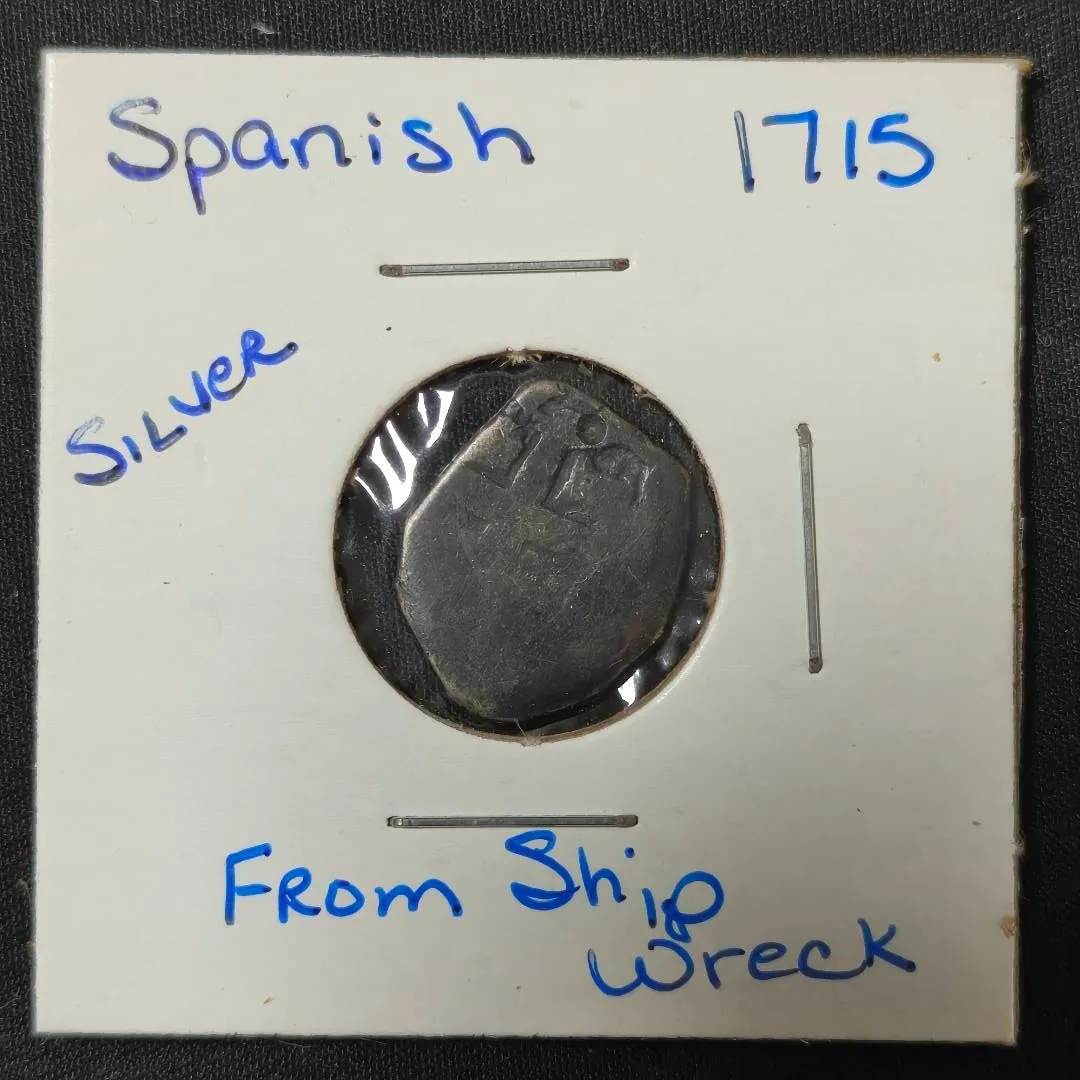 Spanish 1715
SILVeR
FROM Ship
wreck